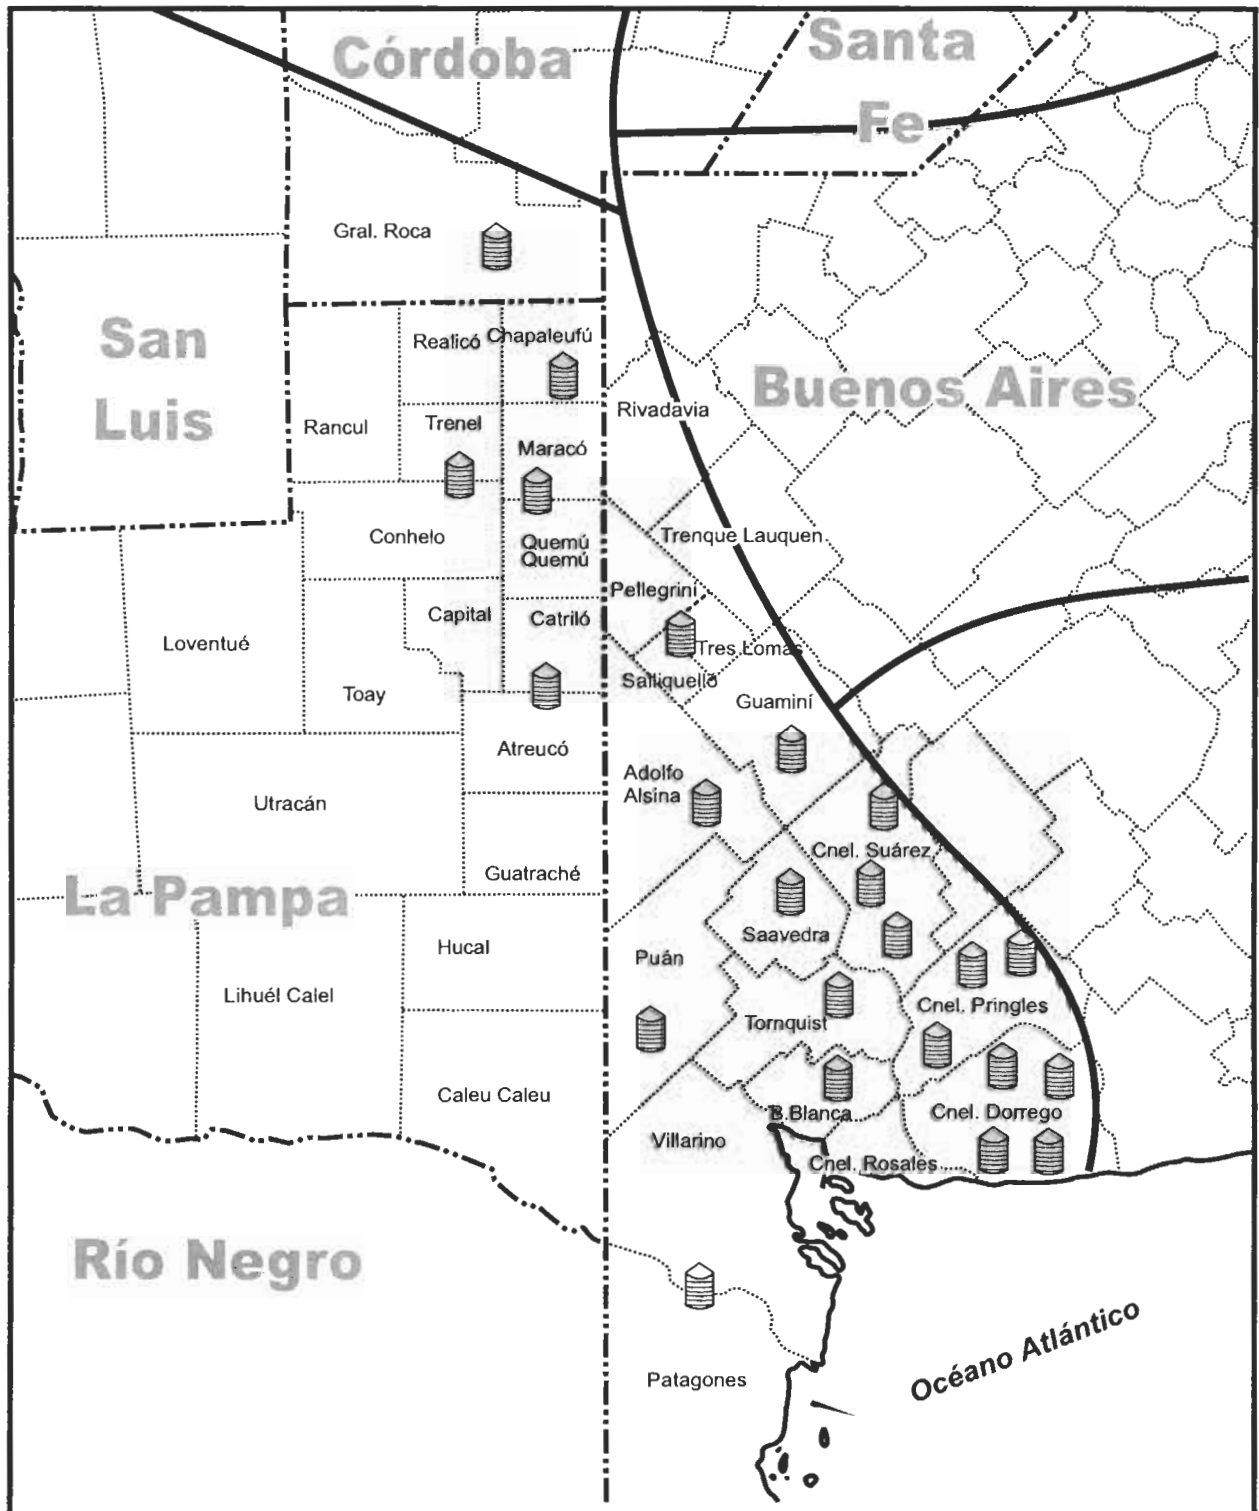 Córdoba
Santa
Fe
Gral. Roca
San
Luis
Realicó
Chapaleufú
Buenos Aires
Rivadavia
Rancul
Trenel
Maracó
Conhelo
Quemú
Quemú
Trenque Lauquen
Pellegrini
Capital
Catriló
Loventué
Tres Lomas
Salliquelló
Toay
Guaminí
Atreucó
Adolfo
Alsina
Utracán
Cnel. Suárez
Guatraché
La Pampa
Saavedra
Hucal
Puán
Lihuél Calel
Cnel. Pringles
Tornquist
Caleu Caleu
B.Blanca
Cnel. Dorrego
Villarino
Cnel. Rosales
Río Negro
Océano Atlántico
Patagones